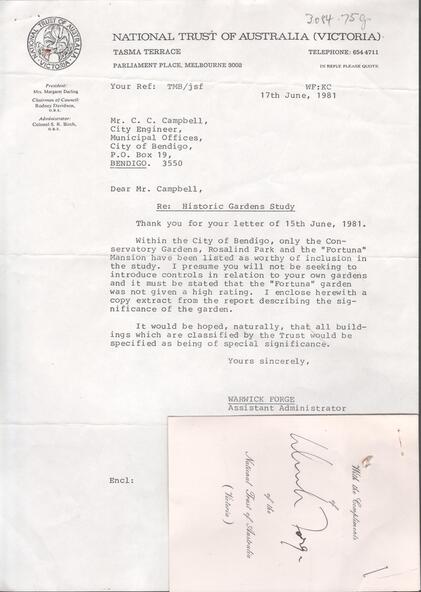 3084.75g
NATIONAL TRUST OF AUSTRALIA (VICTORIA)
TASMA TERRACE
TELEPHONE: 654 4711
PARLIAMENT PLACE, MELBOURNE 3002
IN REPLY PLEASE QUOTE
NATIONAL TRUST OF AUSTRALIA
VICTORIA
President:
Mrs. Margaret Darling
Chairman of Council:
Rodney Davidson,
O.B.E.
Administrator:
Colonel S. R. Birch,
O.B.E.
Your Ref: TMB/jsf
WF:KC
17th June, 1981
Mr. C. C. Campbell,
City Engineer,
Municipal Offices,
City of Bendigo,
P.O. Box 19,
BENDIGO. 3550
Dear Mr. Campbell,
Re: Historic Gardens Study
Thank you for your letter of 15th June, 1981.
Within the City of Bendigo, only the Con-
servatory Gardens, Rosalind Park and the "Fortuna"
Mansion have been listed as worthy of inclusion in
the study. I presume you will not be seeking to
introduce controls in relation to your own gardens
and it must be stated that the "Fortuna" garden
was not given a high rating. I enclose herewith a
copy extract from the report describing the sig-
nificance of the garden.
It would be hoped, naturally, that all build-
ings which are classified by the Trust would be
specified as being of special significance.
Yours sincerely,
WARWICK FORGE
Assistant Administrator
Encl:
With the Compliments
of
Warwick Forge
of the
National Trust of Australia
(Victoria)